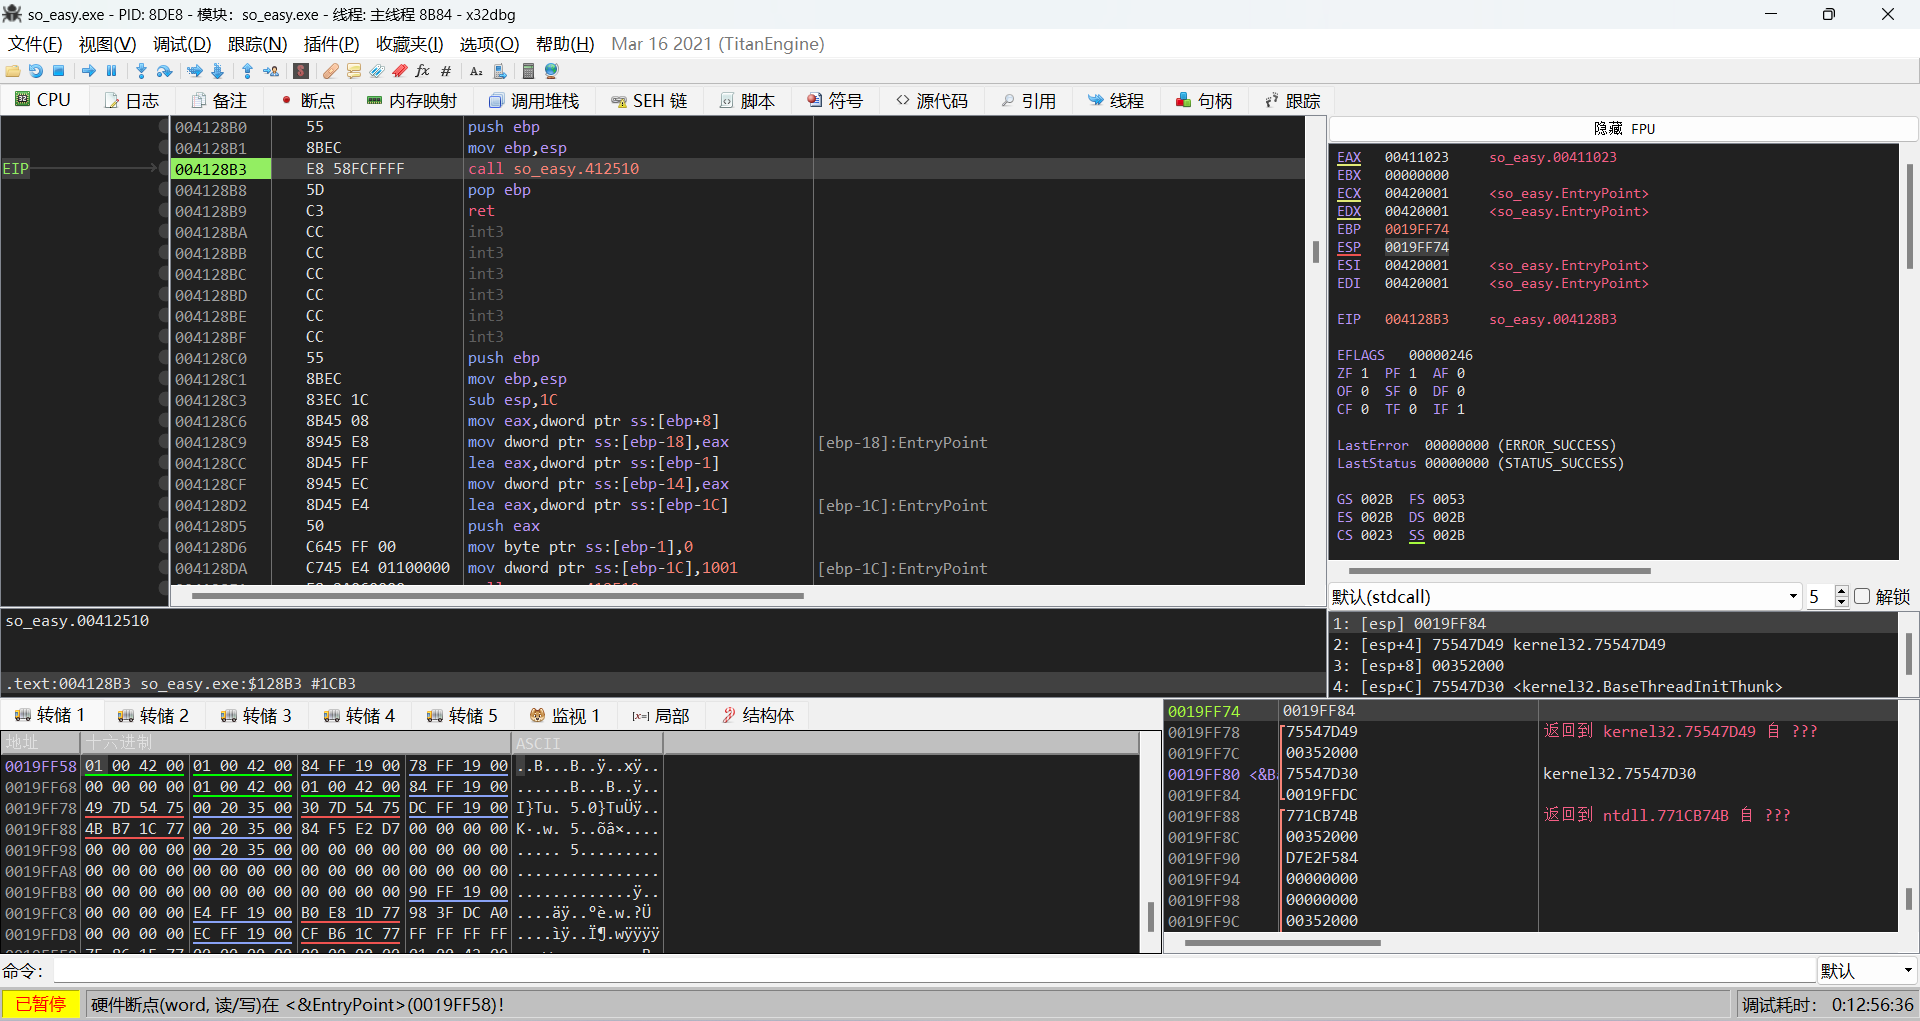 so_easy.exe - PID: 8DE8 - 模块: so_easy.exe - 线程: 主线程 8B84 - x32dbg
文件(F) 视图(V) 调试(D) 跟踪(N) 插件(P) 收藏夹(I) 选项(O) 帮助(H) Mar 16 2021 (TitanEngine)
CPU 日志 备注 断点 内存映射 调用堆栈 SEH 链 脚本 符号 源代码 引用 线程 句柄 跟踪
004128B0 55 push ebp
004128B1 8BEC mov ebp,esp
EIP 004128B3 E8 58FCFFFF call so_easy.412510
004128B8 5D pop ebp
004128B9 C3 ret
004128BA CC int3
004128BB CC int3
004128BC CC int3
004128BD CC int3
004128BE CC int3
004128BF CC int3
004128C0 55 push ebp
004128C1 8BEC mov ebp,esp
004128C3 83EC 1C sub esp,1C
004128C6 8B45 08 mov eax,dword ptr ss:[ebp+8]
004128C9 8945 E8 mov dword ptr ss:[ebp-18],eax [ebp-18]:EntryPoint
004128CC 8D45 FF lea eax,dword ptr ss:[ebp-1]
004128CF 8945 EC mov dword ptr ss:[ebp-14],eax
004128D2 8D45 E4 lea eax,dword ptr ss:[ebp-1C] [ebp-1C]:EntryPoint
004128D5 50 push eax
004128D6 C645 FF 00 mov byte ptr ss:[ebp-1],0
004128DA C745 E4 01100000 mov dword ptr ss:[ebp-1C],1001 [ebp-1C]:EntryPoint
隐藏 FPU
EAX 00411023 so_easy.00411023
EBX 00000000
ECX 00420001 <so_easy.EntryPoint>
EDX 00420001 <so_easy.EntryPoint>
EBP 0019FF74
ESP 0019FF74
ESI 00420001 <so_easy.EntryPoint>
EDI 00420001 <so_easy.EntryPoint>
EIP 004128B3 so_easy.004128B3
EFLAGS 00000246
ZF 1 PF 1 AF 0
OF 0 SF 0 DF 0
CF 0 TF 0 IF 1
LastError 00000000 (ERROR_SUCCESS)
LastStatus 00000000 (STATUS_SUCCESS)
GS 002B FS 0053
ES 002B DS 002B
CS 0023 SS 002B
默认(stdcall) 5 解锁
1: [esp] 0019FF84
2: [esp+4] 75547D49 kernel32.75547D49
3: [esp+8] 00352000
4: [esp+C] 75547D30 <kernel32.BaseThreadInitThunk>
so_easy.00412510
.text:004128B3 so_easy.exe:$128B3 #1CB3
转储 1 转储 2 转储 3 转储 4 转储 5 监视 1 [x=] 局部 结构体
地址 十六进制 ASCII
0019FF58 01 00 42 00 01 00 42 00 84 FF 19 00 78 FF 19 00 ..B...B..ÿ..xÿ..
0019FF68 00 00 00 00 01 00 42 00 01 00 42 00 84 FF 19 00 ......B...B..ÿ..
0019FF78 49 7D 54 75 00 20 35 00 30 7D 54 75 DC FF 19 00 I}Tu. 5.0}TuÜÿ..
0019FF88 4B B7 1C 77 00 20 35 00 84 F5 E2 D7 00 00 00 00 K·.w. 5..õâ×....
0019FF98 00 00 00 00 00 20 35 00 00 00 00 00 00 00 00 00 ..... 5.........
0019FFA8 00 00 00 00 00 00 00 00 00 00 00 00 00 00 00 00 ................
0019FFB8 00 00 00 00 00 00 00 00 00 00 00 00 90 FF 19 00 .............ÿ..
0019FFC8 00 00 00 00 E4 FF 19 00 B0 E8 1D 77 98 3F DC A0 ....äÿ..°è.w.?Ü
0019FFD8 00 00 00 00 EC FF 19 00 CF B6 1C 77 FF FF FF FF ....ìÿ..Ï¶.wÿÿÿÿ
0019FF74 0019FF84
0019FF78 75547D49 返回到 kernel32.75547D49 自 ???
0019FF7C 00352000
0019FF80 <&B 75547D30 kernel32.75547D30
0019FF84 0019FFDC
0019FF88 771CB74B 返回到 ntdll.771CB74B 自 ???
0019FF8C 00352000
0019FF90 D7E2F584
0019FF94 00000000
0019FF98 00000000
0019FF9C 00352000
命令: 默认
已暂停 硬件断点(word, 读/写)在 <&EntryPoint>(0019FF58)! 调试耗时: 0:12:56:36